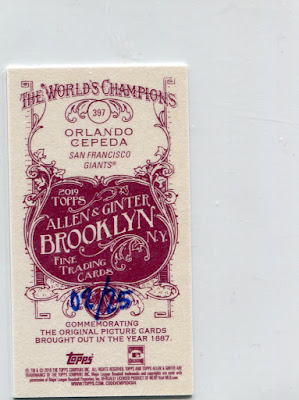 THE WORLD'S CHAMPIONS
397
ORLANDO
CEPEDA
SAN FRANCISCO
GIANTS®
2019
TOPPS
ALLEN & GINTER
BROOKLYN
N.Y.
FINE
TRADING
CARDS
02/25
COMMEMORATING
THE ORIGINAL PICTURE CARDS
BROUGHT OUT IN THE YEAR 1887.
Topps